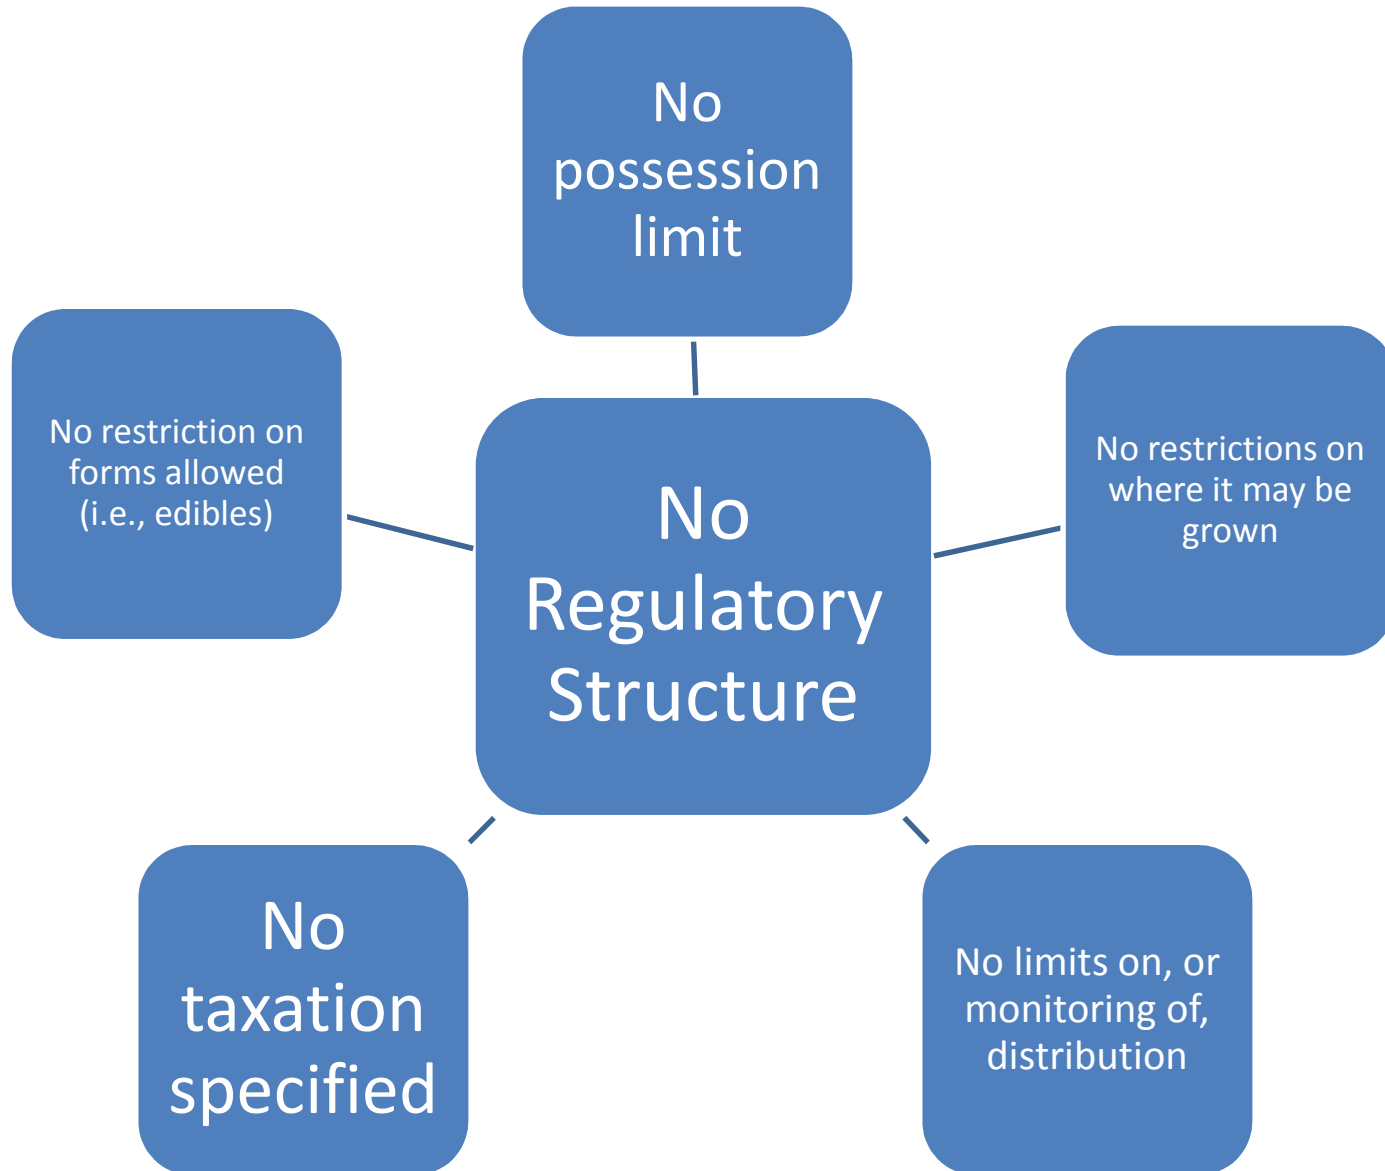 No
possession
limit
No restriction on
forms allowed
(i.e., edibles)
No restrictions on
where it may be
grown
No
Regulatory
Structure
No
taxation
specified
No limits on, or
monitoring of,
distribution